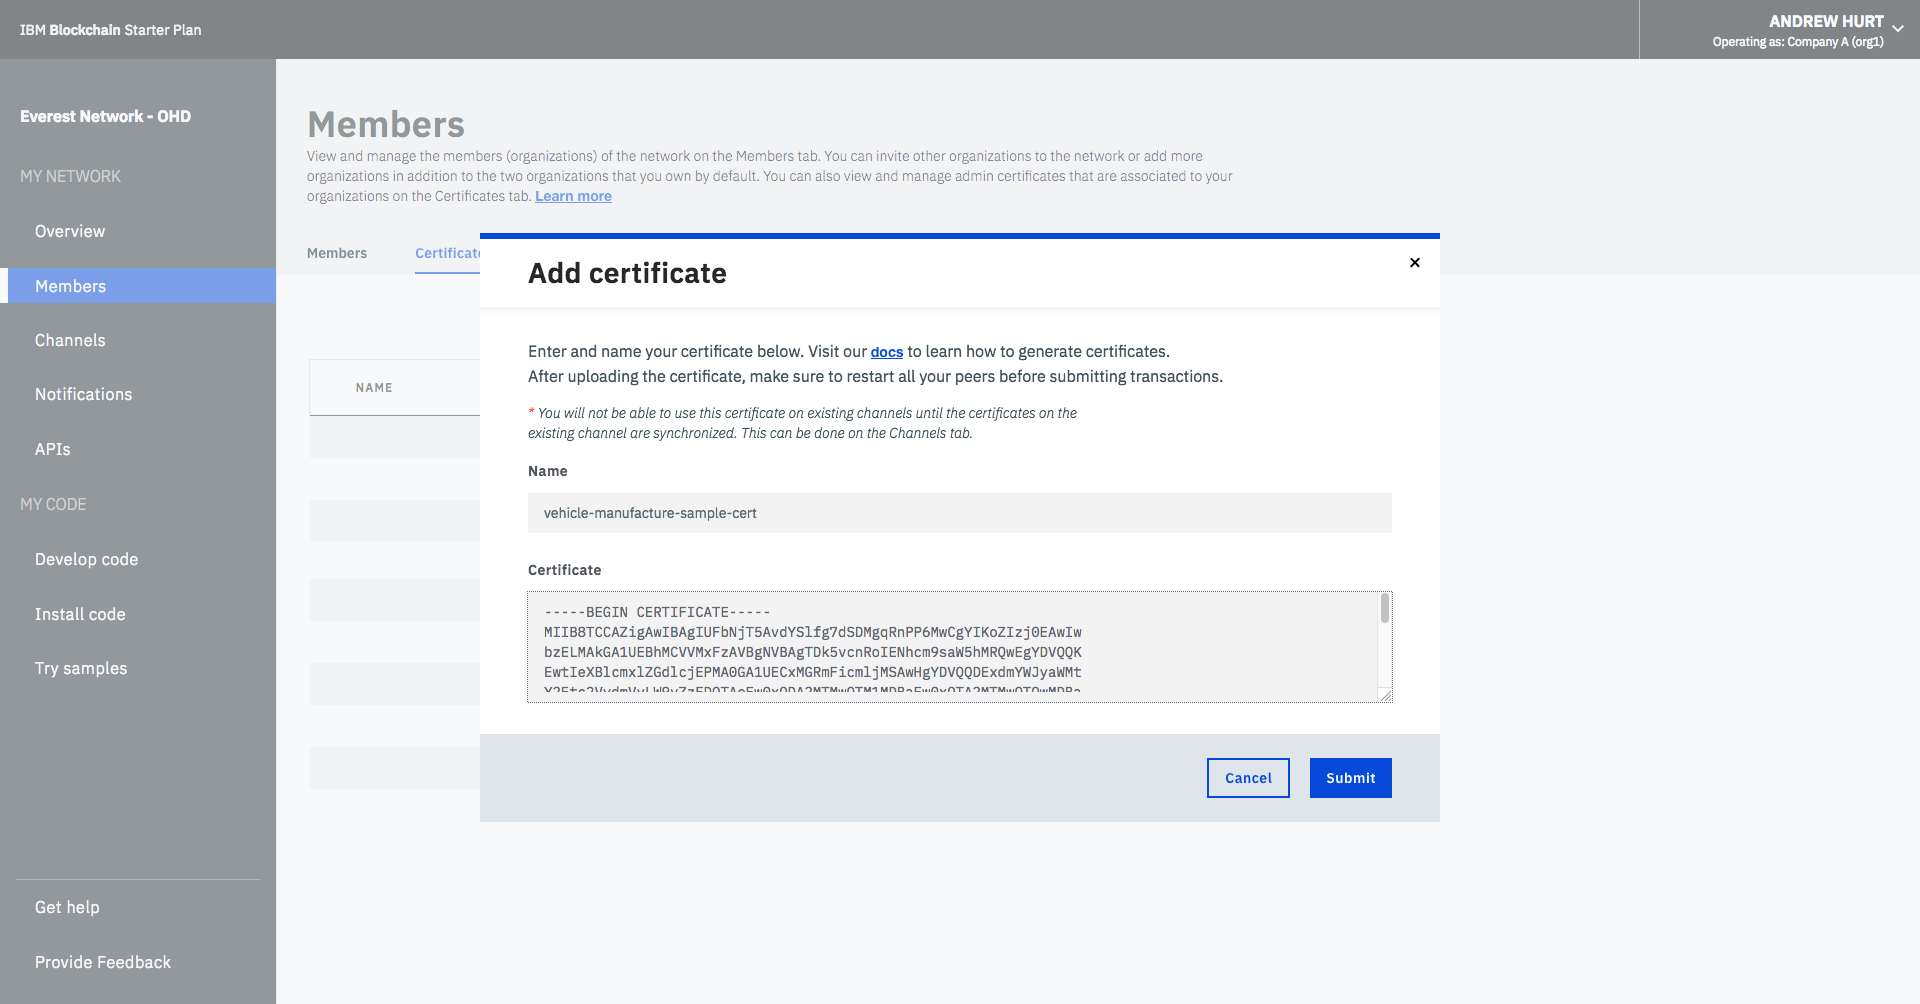 IBM Blockchain Starter Plan
ANDREW HURT
Operating as: Company A (org1)
Everest Network - OHD
MY NETWORK
Overview
Members
Channels
Notifications
APIs
MY CODE
Develop code
Install code
Try samples
Get help
Provide Feedback
Members
View and manage the members (organizations) of the network on the Members tab. You can invite other organizations to the network or add more
organizations in addition to the two organizations that you own by default. You can also view and manage admin certificates that are associated to your
organizations on the Certificates tab. Learn more
Members
Certificate
NAME
Add certificate
Enter and name your certificate below. Visit our docs to learn how to generate certificates.
After uploading the certificate, make sure to restart all your peers before submitting transactions.
* You will not be able to use this certificate on existing channels until the certificates on the
existing channel are synchronized. This can be done on the Channels tab.
Name
vehicle-manufacture-sample-cert
Certificate
-----BEGIN CERTIFICATE-----
MIIB8TCCAZigAwIBAgIUFbNjT5AvdYSlfg7dSDMgqRnPP6MwCgYIKoZIzj0EAwIw
bzELMAkGA1UEBhMCVVMxFzAVBgNVBAgTDk5vcnRoIENhcm9saW5hMRQwEgYDVQQK
EwtIeXBlcmxlZGdlcjEPMA0GA1UECxMGRmFicmljMSAwHgYDVQQDExdmYWJyaWMt
Cancel
Submit